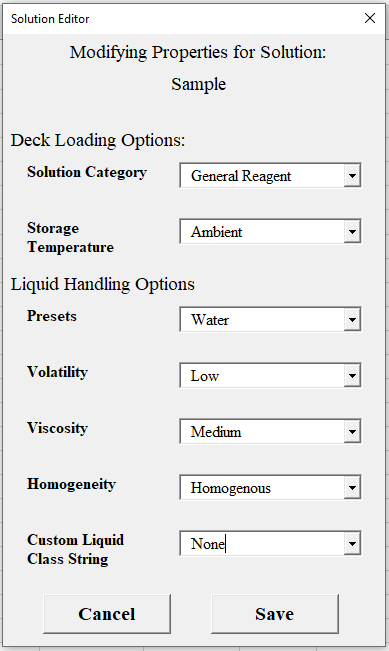 Solution Editor
Modifying Properties for Solution:
Sample
Deck Loading Options:
Solution Category General Reagent
Storage Temperature Ambient
Liquid Handling Options
Presets Water
Volatility Low
Viscosity Medium
Homogeneity Homogenous
Custom Liquid Class String None
Cancel Save